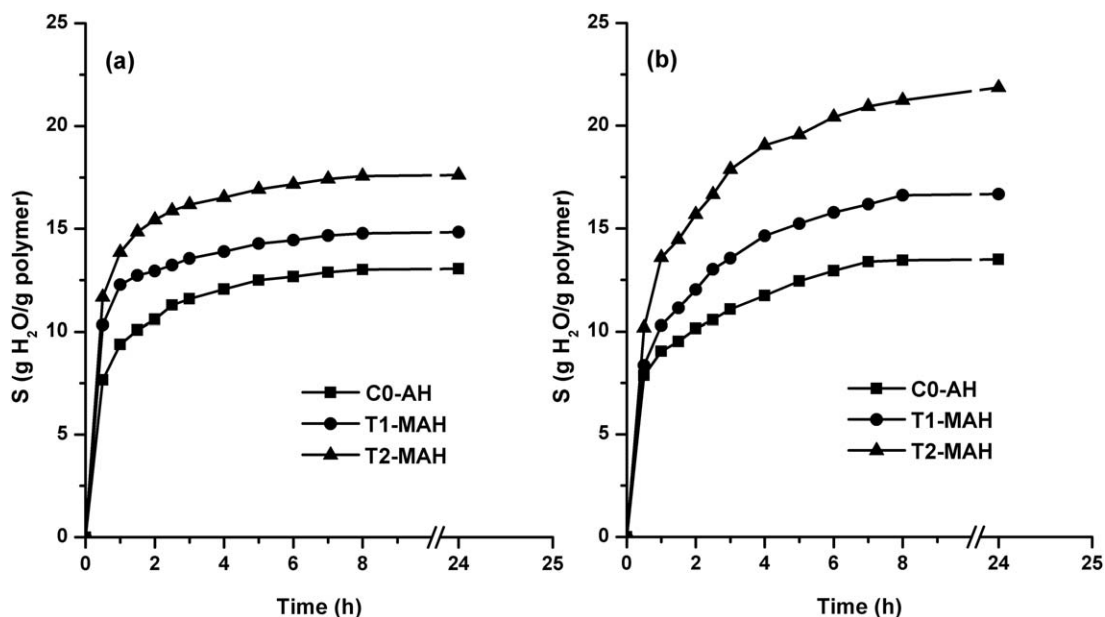 (a)
S (g H₂O/g polymer)
25
20
15
10
5
0
0 2 4 6 8 24 25
Time (h)
C0-AH
T1-MAH
T2-MAH
(b)
S (g H₂O/g polymer)
25
20
15
10
5
0
0 2 4 6 8 24 25
Time (h)
C0-AH
T1-MAH
T2-MAH